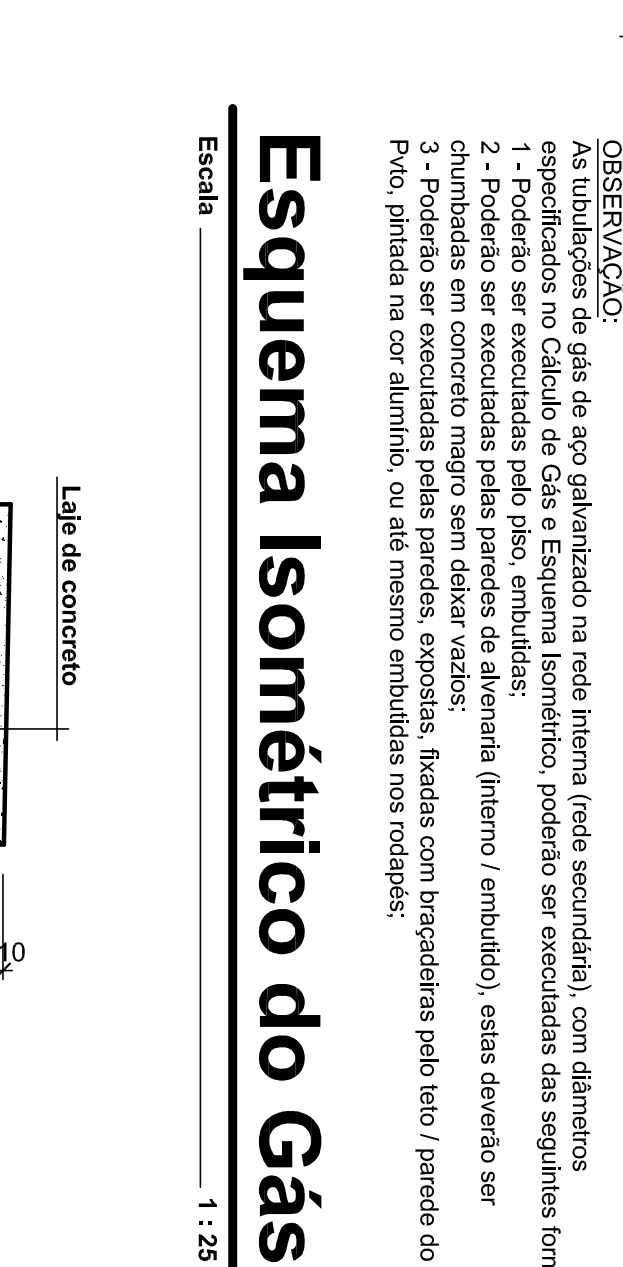 OBSERVAÇÃO:
As tubulações de gás de aço galvanizado na rede interna (rede secundária), com diâmetros
especificados no Cálculo de Gás e Esquema Isométrico, poderão ser executadas das seguintes form
1 - Poderão ser executadas pelo piso, embutidas;
2 - Poderão ser executadas pelas paredes de alvenaria (interno / embutido), estas deverão ser
chumbadas em concreto magro sem deixar vazios;
3 - Poderão ser executadas pelas paredes, expostas, fixadas com braçadeiras pelo teto / parede do
Pvto, pintada na cor alumínio, ou até mesmo embutidas nos rodapés;
Esquema Isométrico do Gás
Escala 1 : 25
Laje de concreto
10